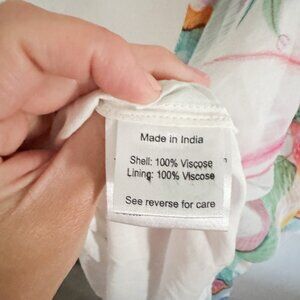 Made in India
Shell: 100% Viscose
Lining: 100% Viscose
See reverse for care